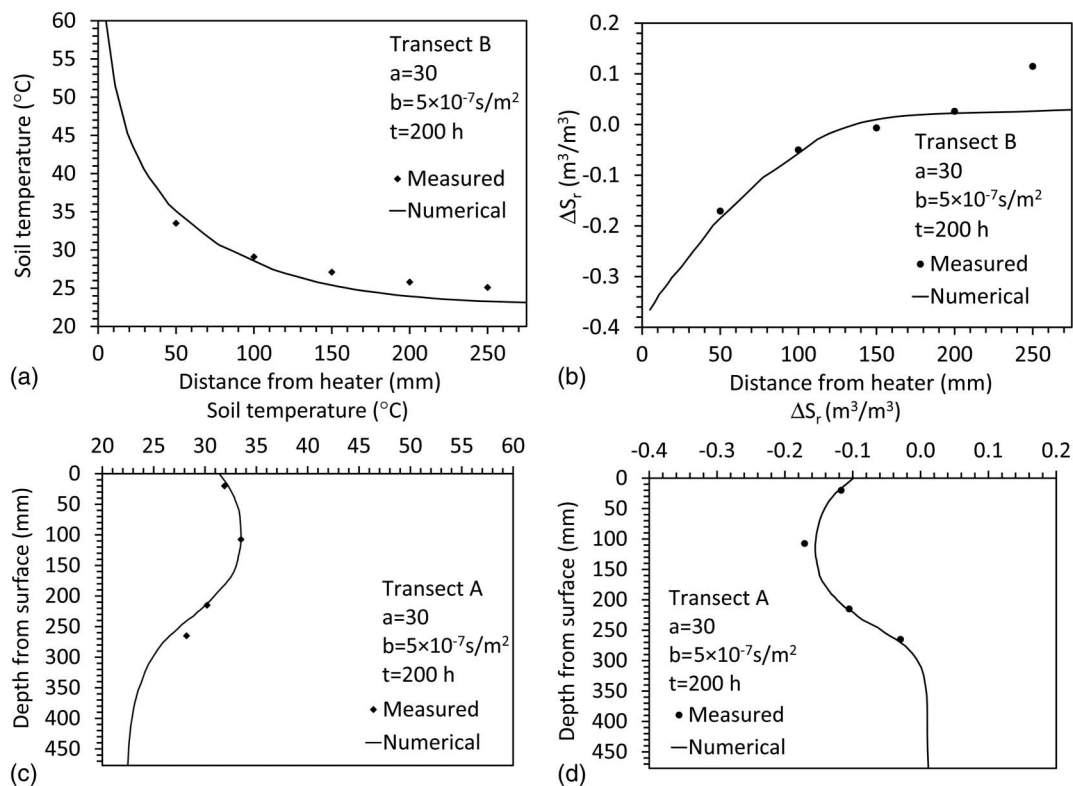 60
55
50
45
40
35
30
25
20
Soil temperature (°C)
Transect B
a=30
b=5×10⁻⁷s/m²
t=200 h
Measured
Numerical
0 50 100 150 200 250
(a)
Distance from heater (mm)
0.2
0.1
0.0
-0.1
-0.2
-0.3
-0.4
ΔSᵣ (m³/m³)
Transect B
a=30
b=5×10⁻⁷s/m²
t=200 h
Measured
Numerical
0 50 100 150 200 250
(b)
Distance from heater (mm)
Soil temperature (°C)
20 25 30 35 40 45 50 55 60
0
50
100
150
200
250
300
350
400
450
Depth from surface (mm)
Transect A
a=30
b=5×10⁻⁷s/m²
t=200 h
Measured
Numerical
(c)
ΔSᵣ (m³/m³)
-0.4 -0.3 -0.2 -0.1 0.0 0.1 0.2
0
50
100
150
200
250
300
350
400
450
Depth from surface (mm)
Transect A
a=30
b=5×10⁻⁷s/m²
t=200 h
Measured
Numerical
(d)